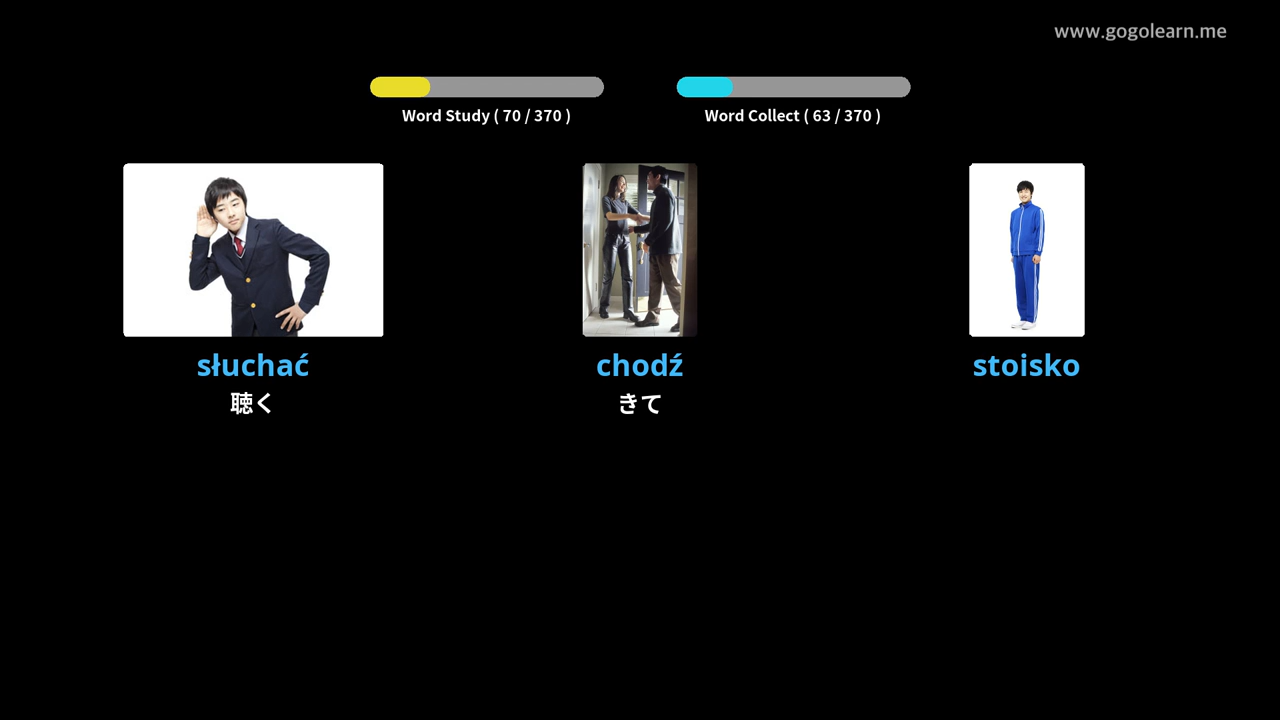 www.gogolearn.me
Word Study ( 70 / 370 )
Word Collect ( 63 / 370 )
słuchać
chodź
stoisko
聴く
きて